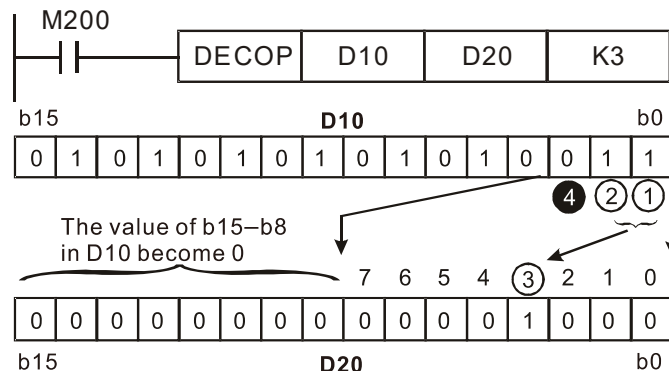 M200
DECOP D10 D20 K3
b15 D10 b0
0 1 0 1 0 1 0 1 0 1 0 1 0 0 1 1
4 2 1
The value of b15–b8
in D10 become 0
7 6 5 4 3 2 1 0
0 0 0 0 0 0 0 0 0 0 0 0 1 0 0 0
b15 D20 b0